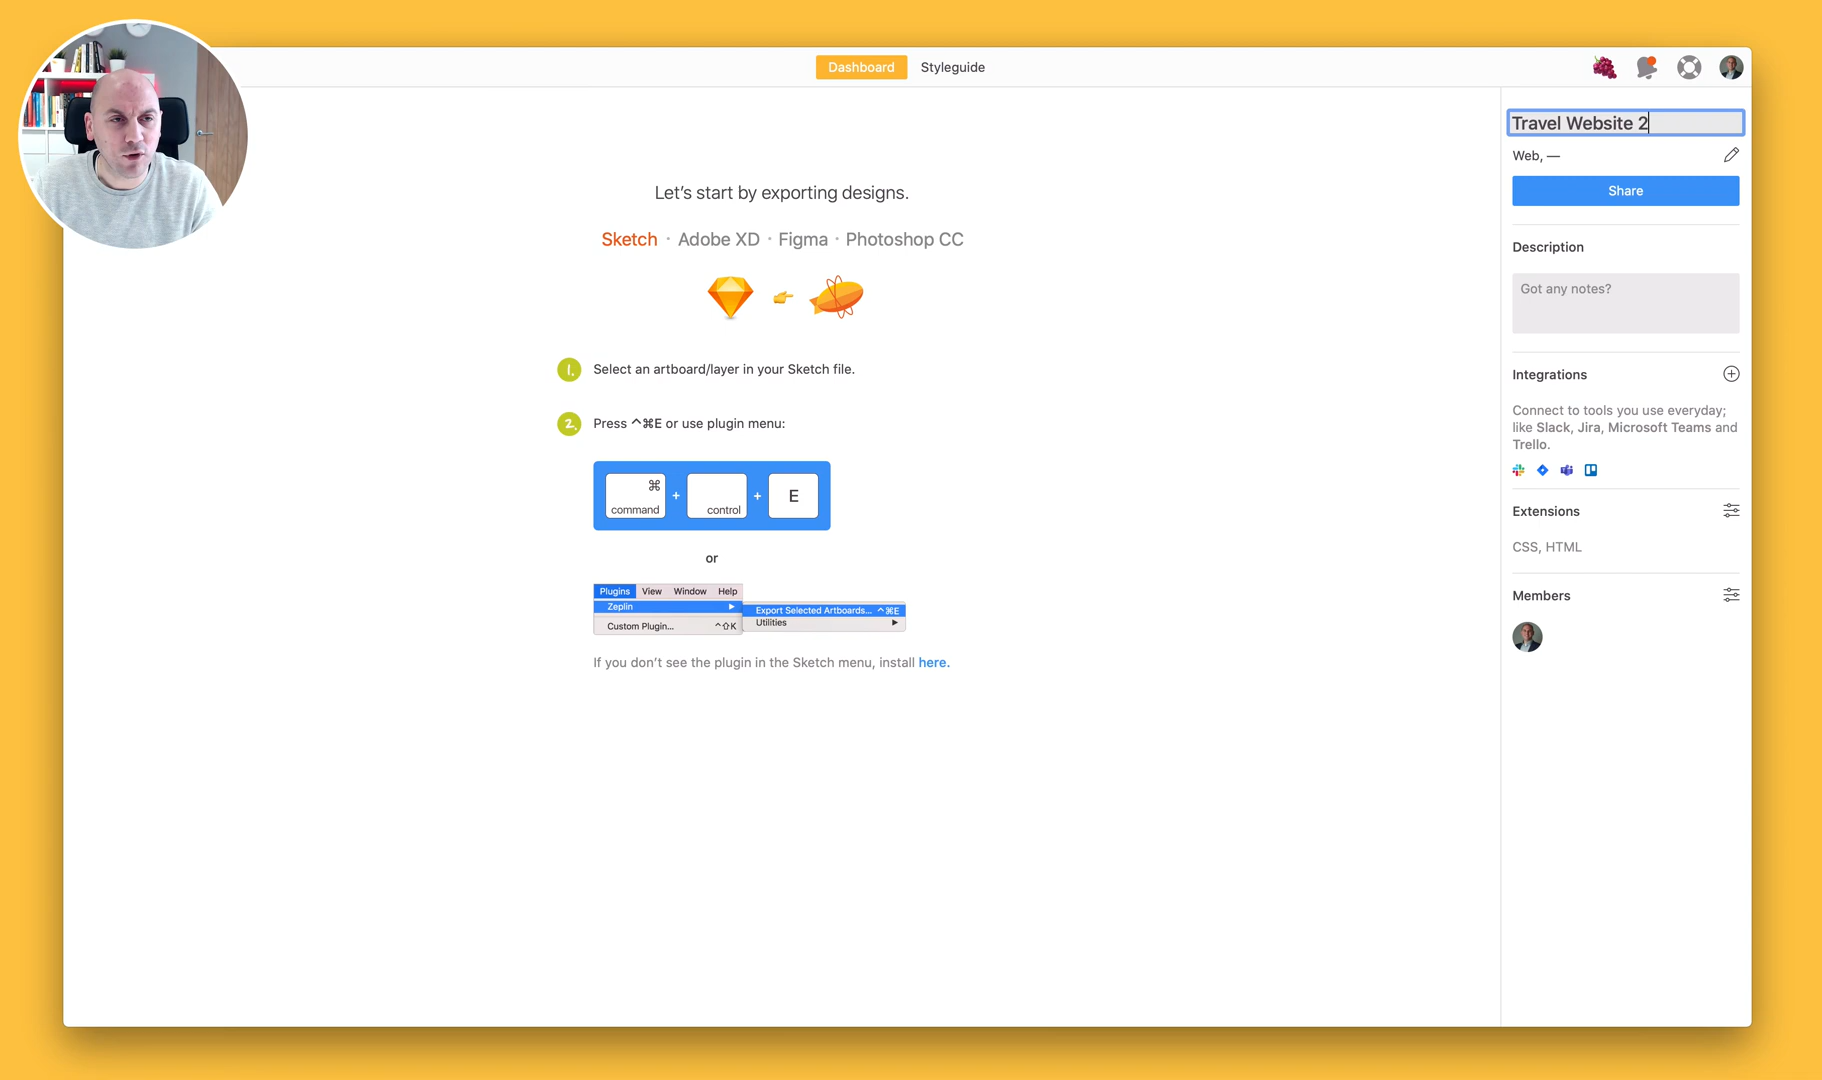 Dashboard Styleguide
Travel Website 2
Web, —
Share
Let’s start by exporting designs.
Sketch · Adobe XD · Figma · Photoshop CC
Description
Got any notes?
1. Select an artboard/layer in your Sketch file.
2. Press ⌃⌘E or use plugin menu:
⌘
command + control + E
or
Plugins View Window Help
Zeplin ▶ Export Selected Artboards... ⌃⌘E
Utilities ▶
Custom Plugin... ⌃⇧K
If you don’t see the plugin in the Sketch menu, install here.
Integrations
Connect to tools you use everyday;
like Slack, Jira, Microsoft Teams and
Trello.
Extensions
CSS, HTML
Members